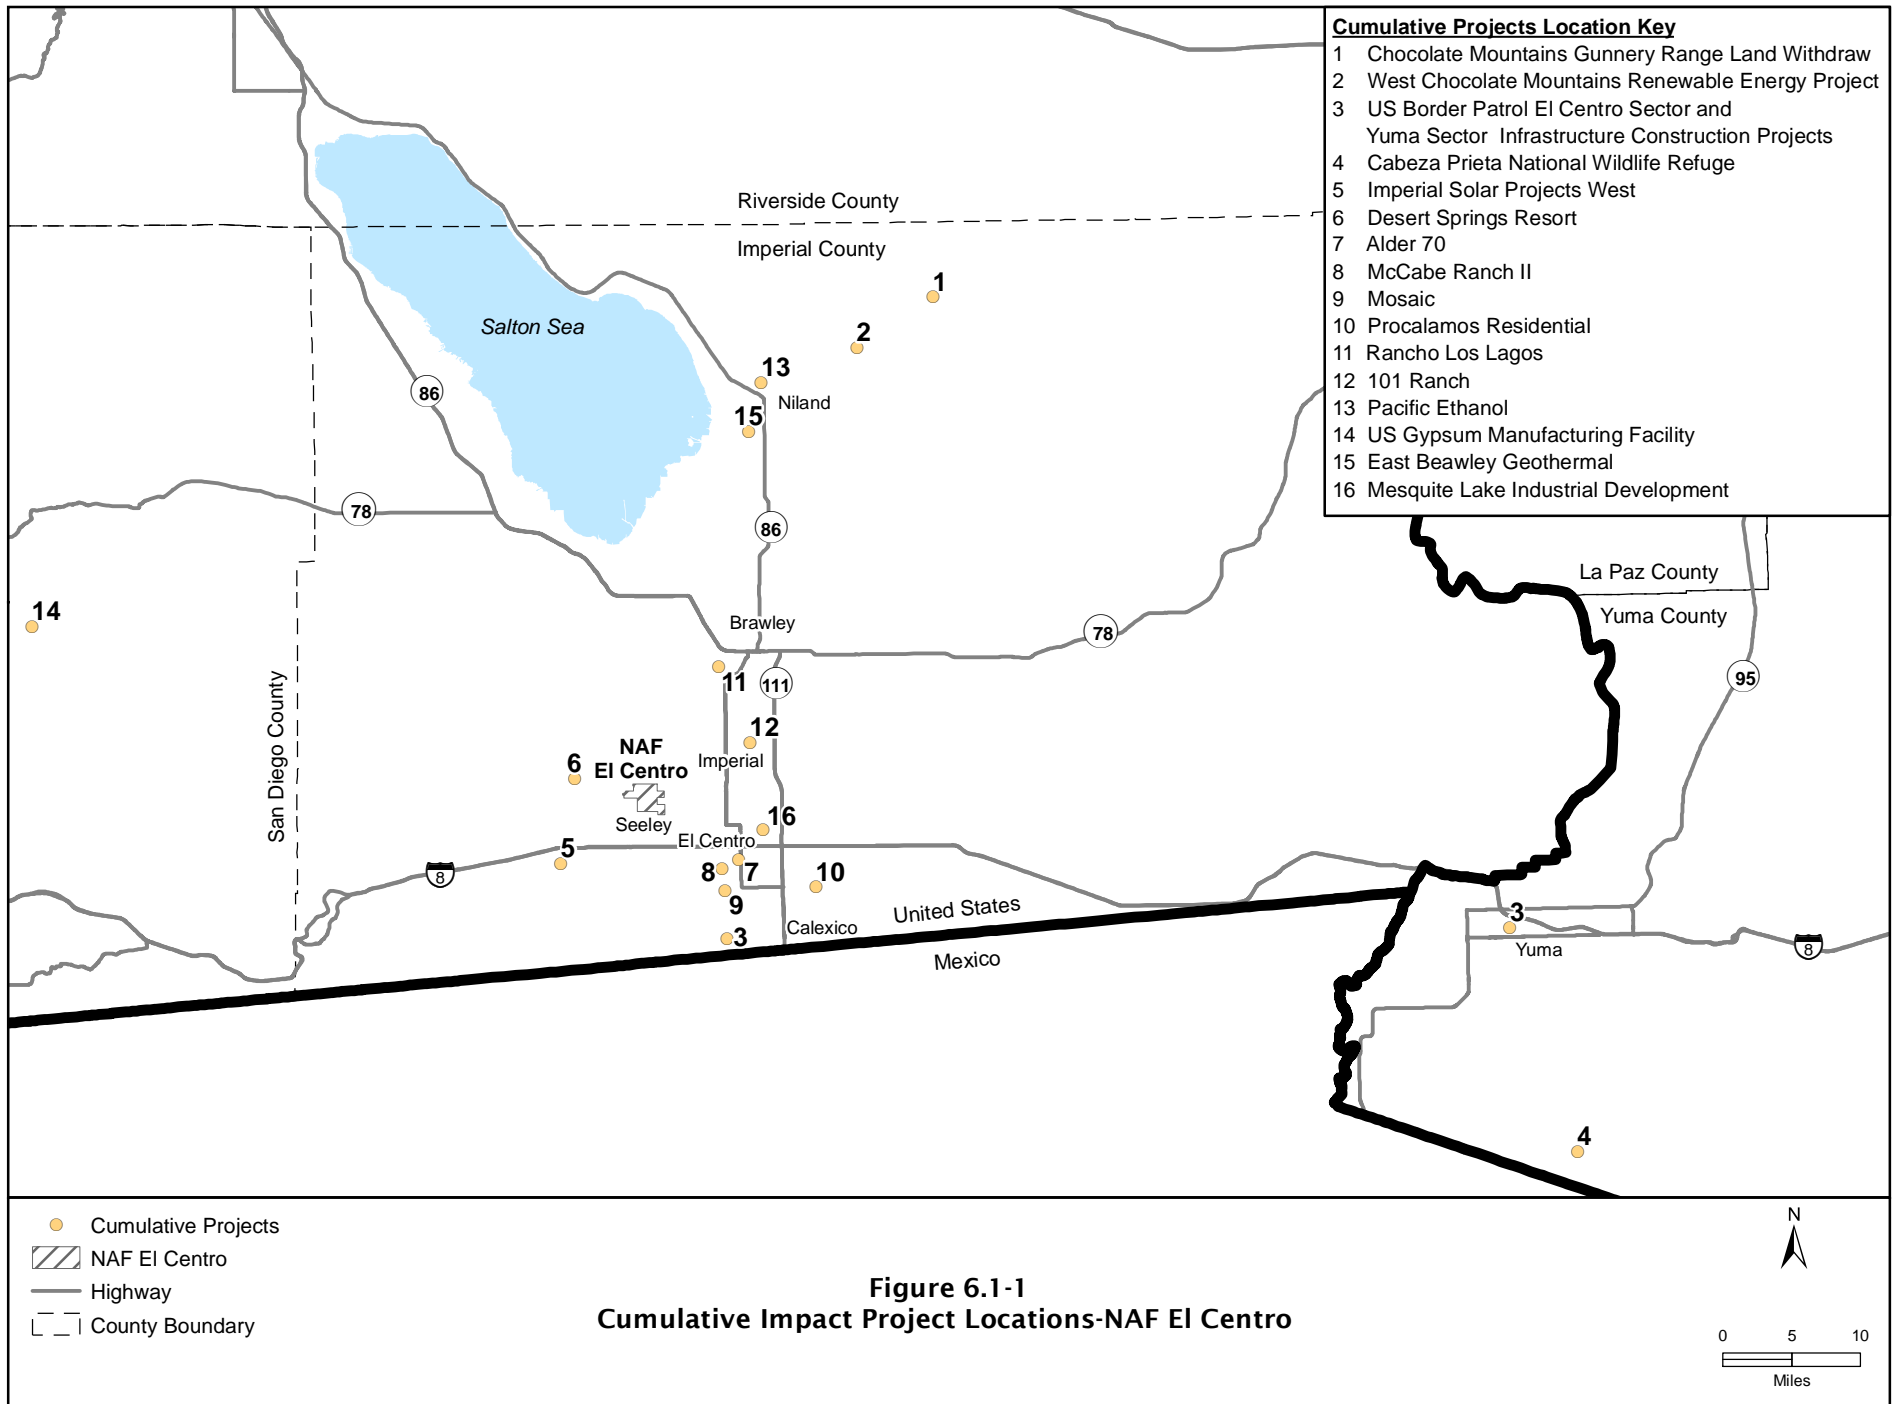 Cumulative Projects Location Key
1 Chocolate Mountains Gunnery Range Land Withdraw
2 West Chocolate Mountains Renewable Energy Project
3 US Border Patrol El Centro Sector and
Yuma Sector Infrastructure Construction Projects
4 Cabeza Prieta National Wildlife Refuge
5 Imperial Solar Projects West
6 Desert Springs Resort
7 Alder 70
8 McCabe Ranch II
9 Mosaic
10 Procalamos Residential
11 Rancho Los Lagos
12 101 Ranch
13 Pacific Ethanol
14 US Gypsum Manufacturing Facility
15 East Beawley Geothermal
16 Mesquite Lake Industrial Development
Riverside County
Imperial County
1
Salton Sea
2
13
86
Niland
15
78
86
La Paz County
14
Yuma County
Brawley
78
San Diego County
11
111
95
12
NAF
El Centro
Imperial
6
Seeley
16
El Centro
5
8
8
7
10
9
United States
3
Calexico
3
Yuma
8
Mexico
4
Cumulative Projects
NAF El Centro
Highway
County Boundary
Figure 6.1-1
Cumulative Impact Project Locations-NAF El Centro
N
0 5 10
Miles